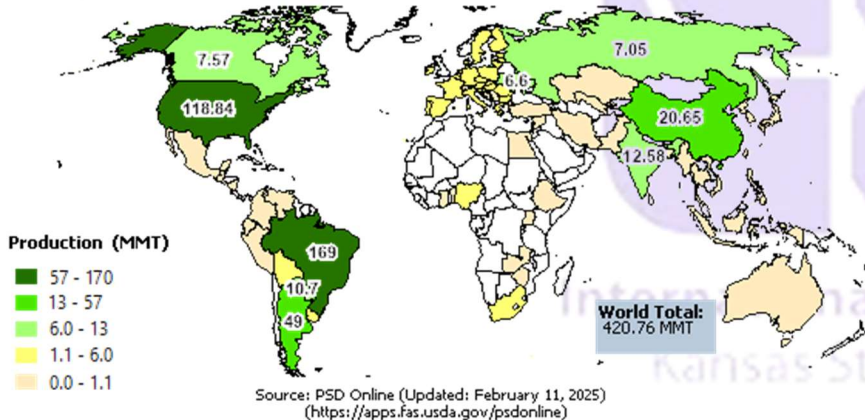 7.57
7.05
6.6
118.84
20.65
12.58
169
10.7
49
Production (MMT)
57 - 170
13 - 57
6.0 - 13
1.1 - 6.0
0.0 - 1.1
World Total:
420.76 MMT
Kansas St
Source: PSD Online (Updated: February 11, 2025)
(https://apps.fas.usda.gov/psdonline)